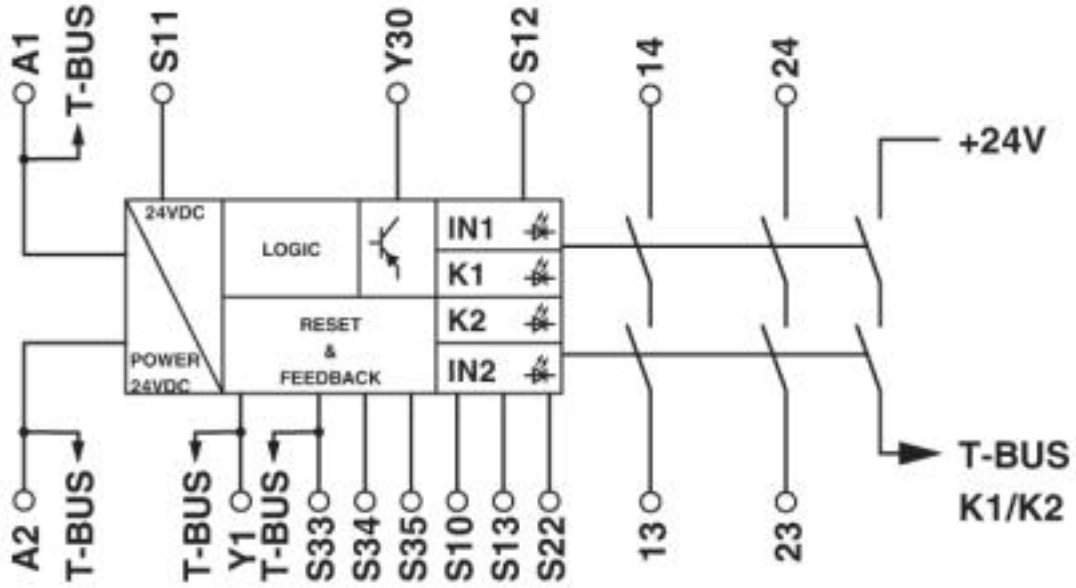 A1
T-BUS
S11
Y30
S12
14
24
+24V
24VDC
LOGIC
IN1
K1
RESET
&
FEEDBACK
K2
IN2
POWER
24VDC
A2
T-BUS
T-BUS
Y1
T-BUS
S33
S34
S35
S10
S13
S22
13
23
T-BUS
K1/K2